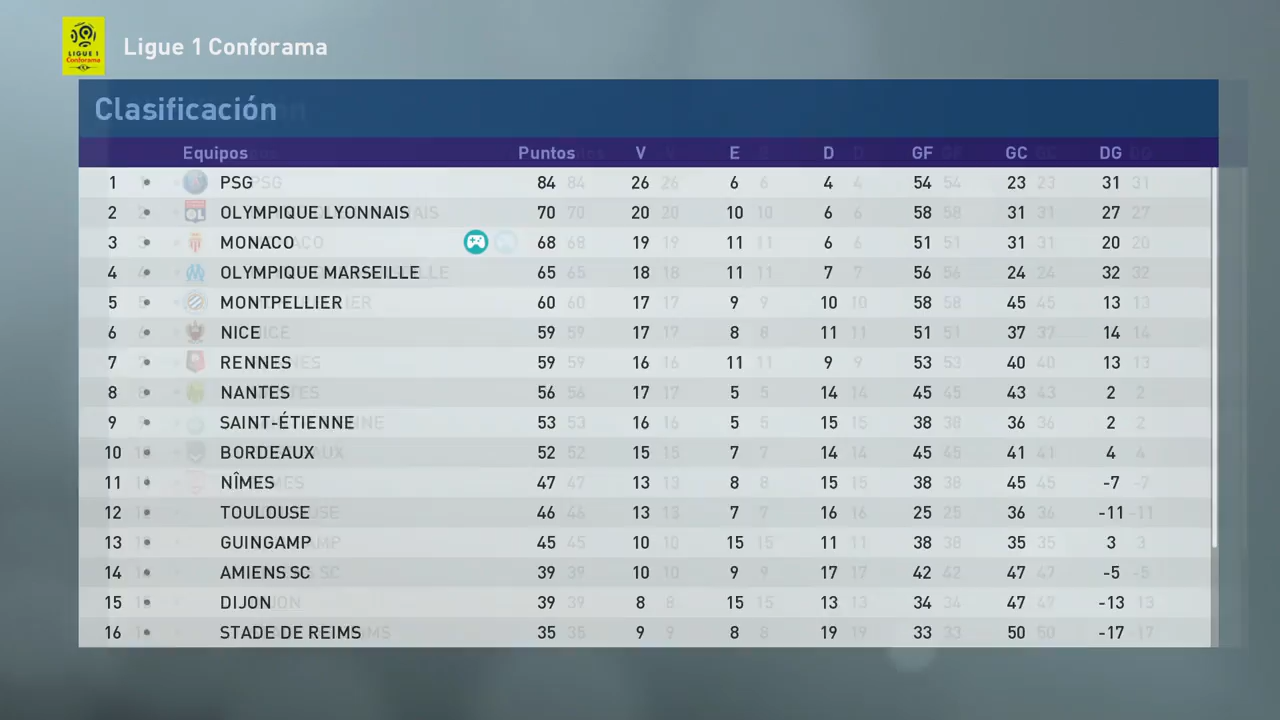 LIGUE 1
Conforama
Ligue 1 Conforama
Clasificación
Equipos Puntos V E D GF GC DG
1 PSG 84 26 6 4 54 23 31
2 OLYMPIQUE LYONNAIS 70 20 10 6 58 31 27
3 MONACO 68 19 11 6 51 31 20
4 OLYMPIQUE MARSEILLE 65 18 11 7 56 24 32
5 MONTPELLIER 60 17 9 10 58 45 13
6 NICE 59 17 8 11 51 37 14
7 RENNES 59 16 11 9 53 40 13
8 NANTES 56 17 5 14 45 43 2
9 SAINT-ÉTIENNE 53 16 5 15 38 36 2
10 BORDEAUX 52 15 7 14 45 41 4
11 NÎMES 47 13 8 15 38 45 -7
12 TOULOUSE 46 13 7 16 25 36 -11
13 GUINGAMP 45 10 15 11 38 35 3
14 AMIENS SC 39 10 9 17 42 47 -5
15 DIJON 39 8 15 13 34 47 -13
16 STADE DE REIMS 35 9 8 19 33 50 -17